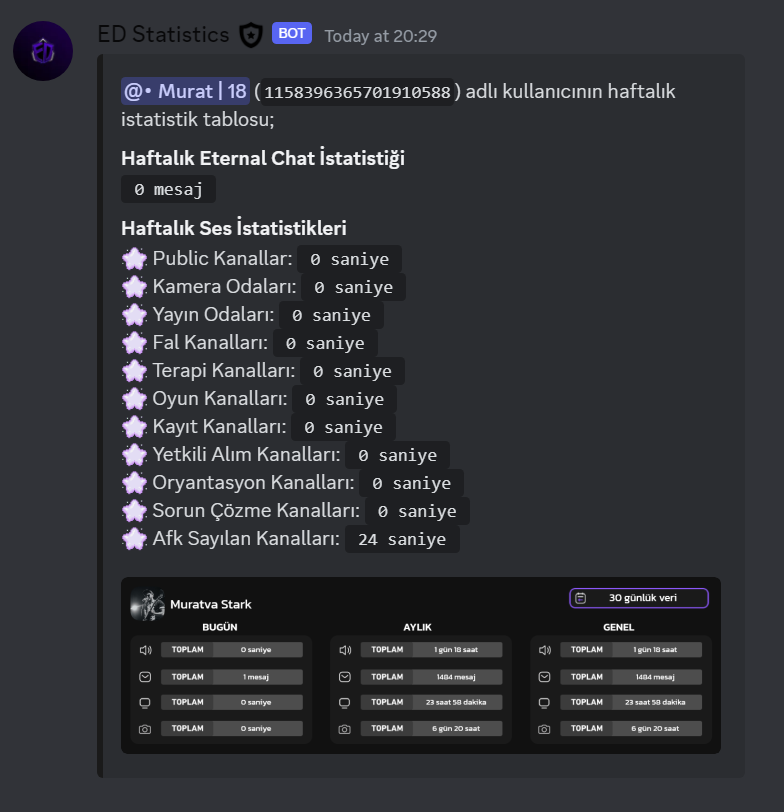 ED Statistics BOT Today at 20:29
@• Murat | 18 (1158396365701910588) adlı kullanıcının haftalık
istatistik tablosu;
Haftalık Eternal Chat İstatistiği
0 mesaj
Haftalık Ses İstatistikleri
Public Kanallar: 0 saniye
Kamera Odaları: 0 saniye
Yayın Odaları: 0 saniye
Fal Kanalları: 0 saniye
Terapi Kanalları: 0 saniye
Oyun Kanalları: 0 saniye
Kayıt Kanalları: 0 saniye
Yetkili Alım Kanalları: 0 saniye
Oryantasyon Kanalları: 0 saniye
Sorun Çözme Kanalları: 0 saniye
Afk Sayılan Kanalları: 24 saniye
Muratva Stark 30 günlük veri
BUGÜN AYLIK GENEL
TOPLAM 0 saniye TOPLAM 1 gün 18 saat TOPLAM 1 gün 18 saat
TOPLAM 1 mesaj TOPLAM 1484 mesaj TOPLAM 1484 mesaj
TOPLAM 0 saniye TOPLAM 23 saat 58 dakika TOPLAM 23 saat 58 dakika
TOPLAM 0 saniye TOPLAM 6 gün 20 saat TOPLAM 6 gün 20 saat